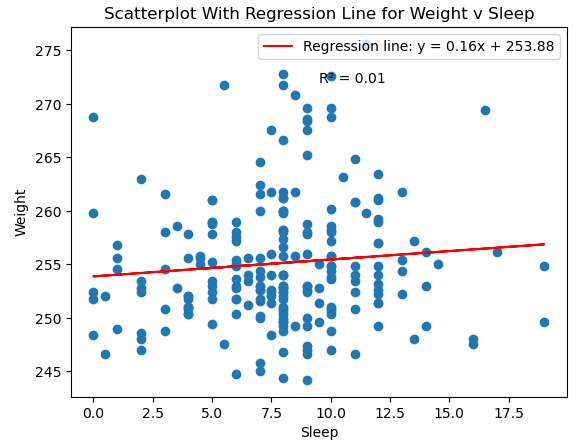 Scatterplot With Regression Line for Weight v Sleep
Regression line: y = 0.16x + 253.88
R² = 0.01
275
270
265
260
255
250
245
Weight
0.0 2.5 5.0 7.5 10.0 12.5 15.0 17.5
Sleep